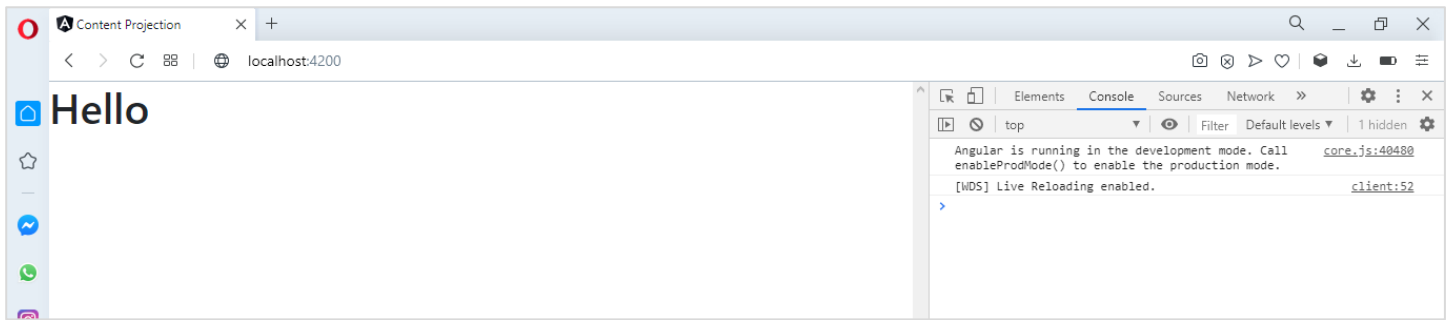 Content Projection
localhost:4200
Hello
Elements Console Sources Network »
top Filter Default levels 1 hidden
Angular is running in the development mode. Call core.js:40480
enableProdMode() to enable the production mode.
[WDS] Live Reloading enabled. client:52